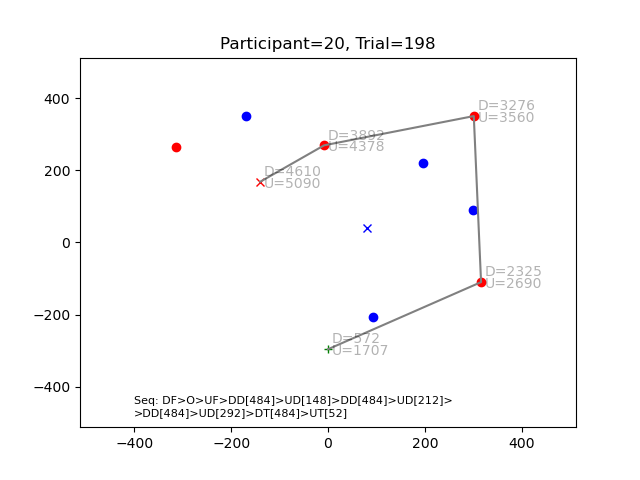 Participant=20, Trial=198
400
200
0
−200
−400
D=3276
U=3560
D=3892
U=4378
D=4610
U=5090
D=2325
U=2690
D=572
U=1707
Seq: DF>O>UF>DD[484]>UD[148]>DD[484]>UD[212]>
>DD[484]>UD[292]>DT[484]>UT[52]
−400 −200 0 200 400